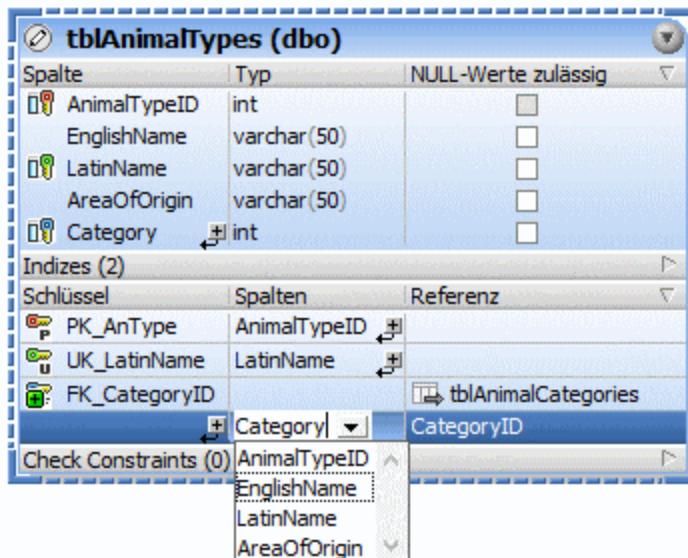 tblAnimalTypes (dbo)
Spalte Typ NULL-Werte zulässig
AnimalTypeID int
EnglishName varchar(50)
LatinName varchar(50)
AreaOfOrigin varchar(50)
Category int
Indizes (2)
Schlüssel Spalten Referenz
P PK_AnType AnimalTypeID
U UK_LatinName LatinName
FK_CategoryID tblAnimalCategories
Category CategoryID
Check Constraints (0) AnimalTypeID
EnglishName
LatinName
AreaOfOrigin